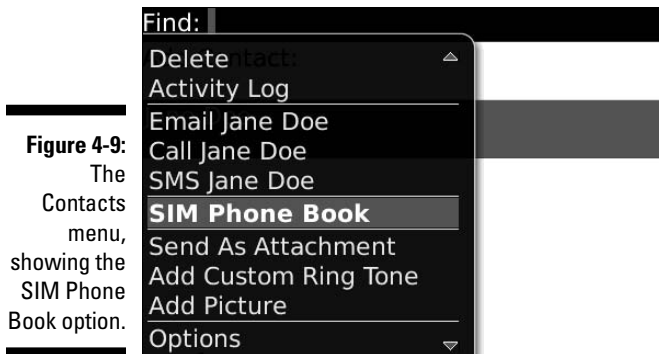 Find:
Delete
Activity Log
Email Jane Doe
Call Jane Doe
SMS Jane Doe
SIM Phone Book
Send As Attachment
Add Custom Ring Tone
Add Picture
Options
Figure 4-9:
The
Contacts
menu,
showing the
SIM Phone
Book option.